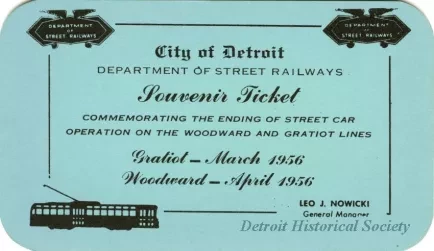 DEPARTMENT
OF
STREET RAILWAYS
DEPARTMENT
OF
STREET RAILWAYS
City of Detroit
DEPARTMENT OF STREET RAILWAYS
Souvenir Ticket
COMMEMORATING THE ENDING OF STREET CAR
OPERATION ON THE WOODWARD AND GRATIOT LINES
Gratiot — March 1956
Woodward — April 1956
LEO J. NOWICKI
General Manager
Detroit Historical Society